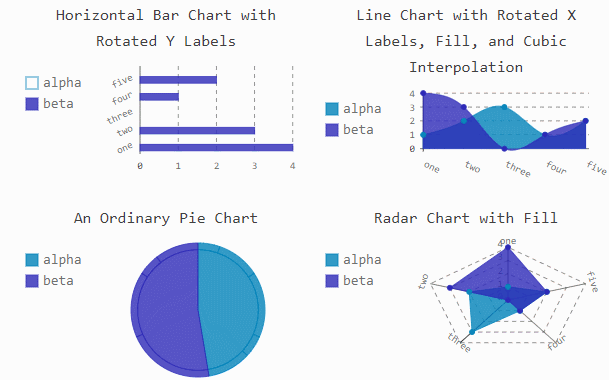 Horizontal Bar Chart with
Rotated Y Labels
alpha
beta
five
four
three
two
one
0 1 2 3 4
Line Chart with Rotated X
Labels, Fill, and Cubic
Interpolation
alpha
beta
4
3
2
1
0
one two three four five
An Ordinary Pie Chart
alpha
beta
Radar Chart with Fill
alpha
beta
4
one
two
five
three
four